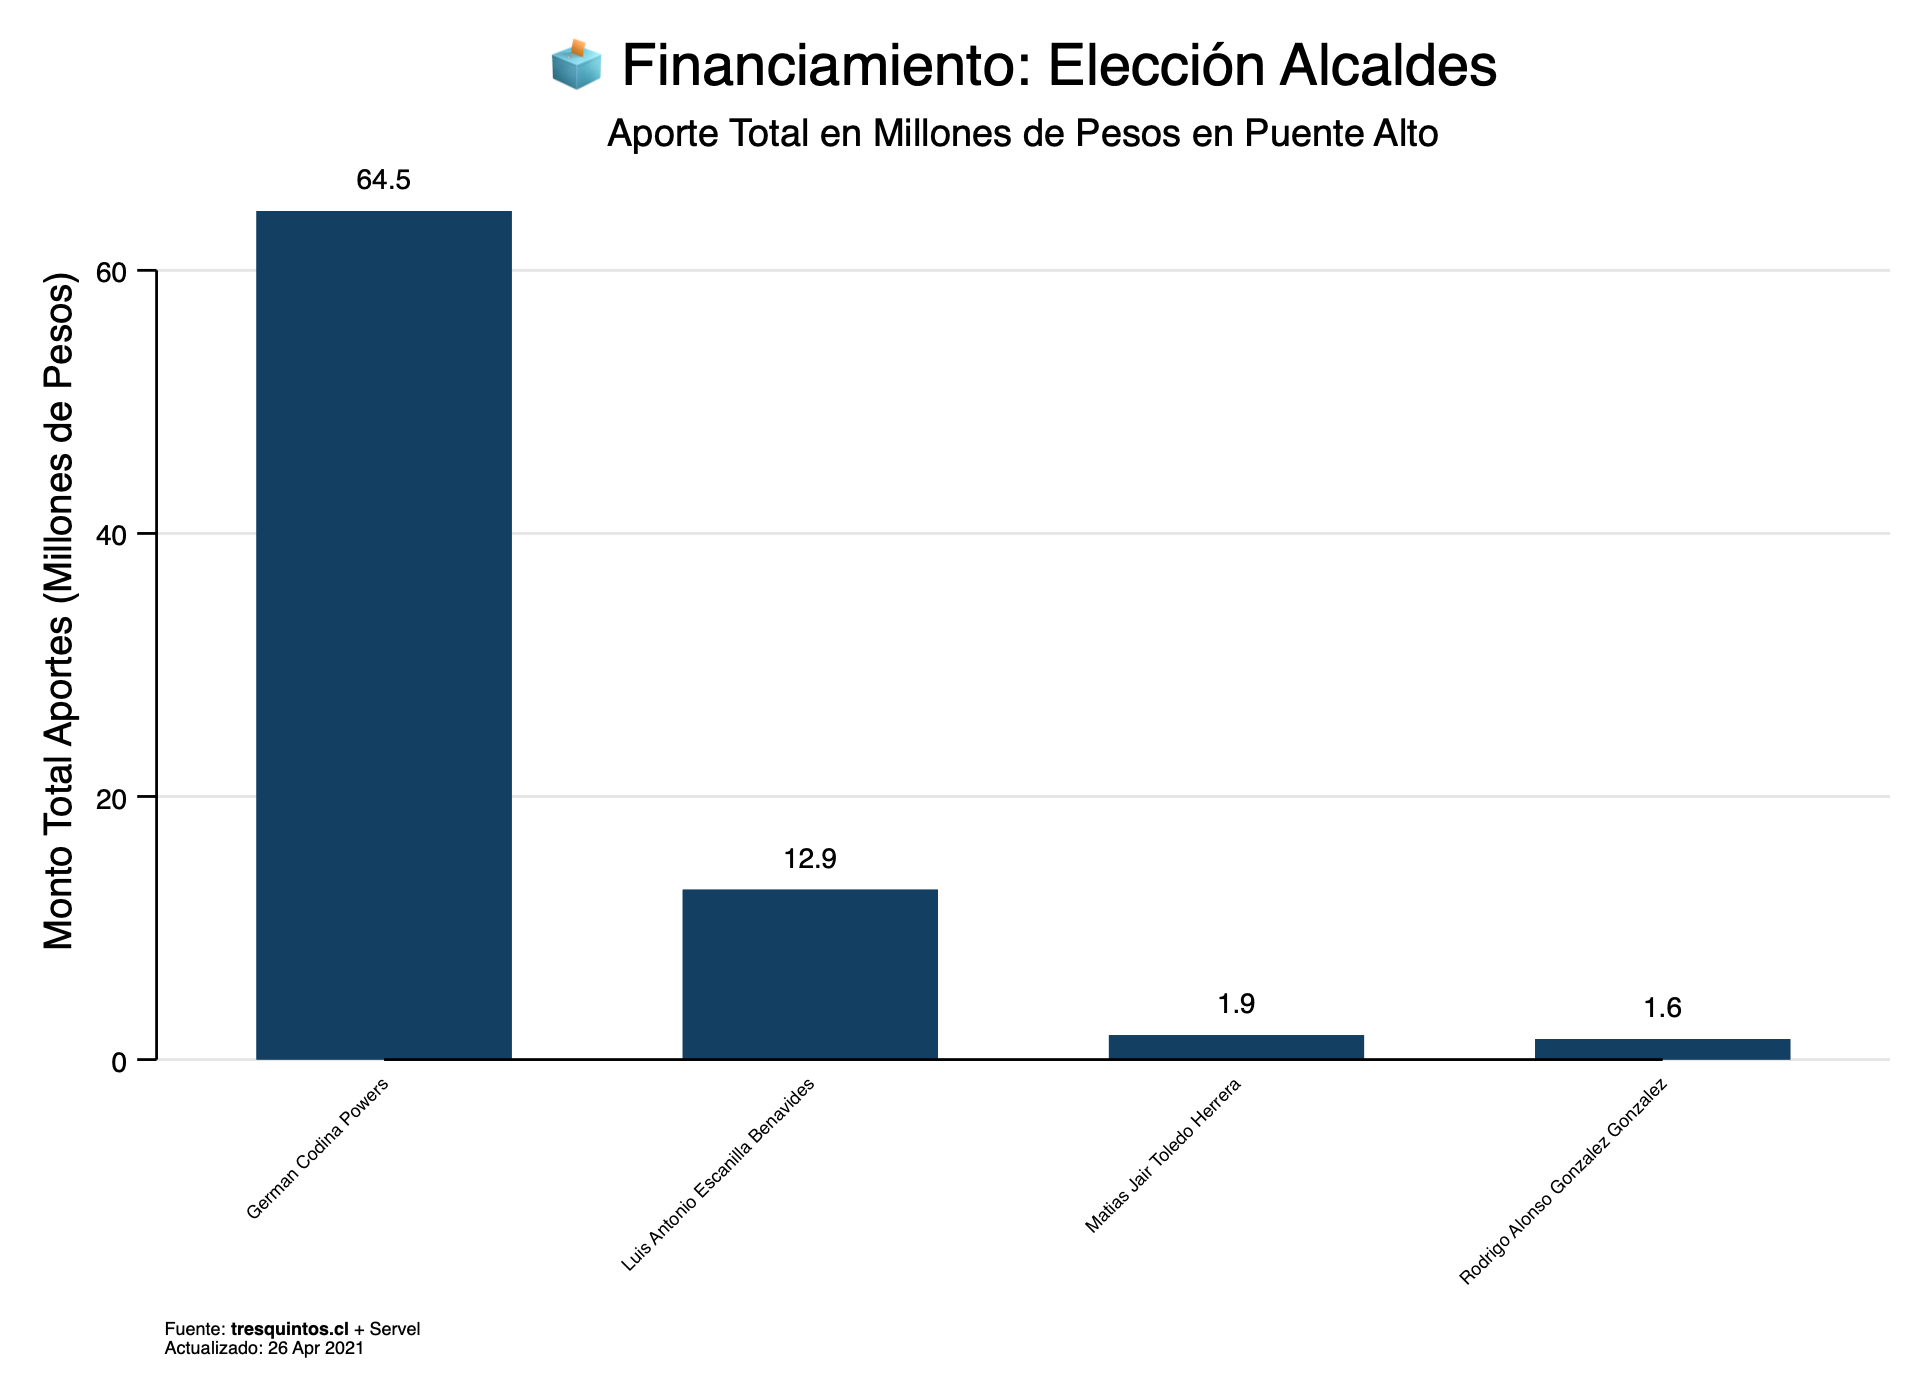 Financiamiento: Elección Alcaldes
Aporte Total en Millones de Pesos en Puente Alto
Monto Total Aportes (Millones de Pesos)
60
40
20
0
64.5
12.9
1.9
1.6
German Codina Powers
Luis Antonio Escanilla Benavides
Matias Jair Toledo Herrera
Rodrigo Alonso Gonzalez Gonzalez
Fuente: tresquintos.cl + Servel
Actualizado: 26 Apr 2021